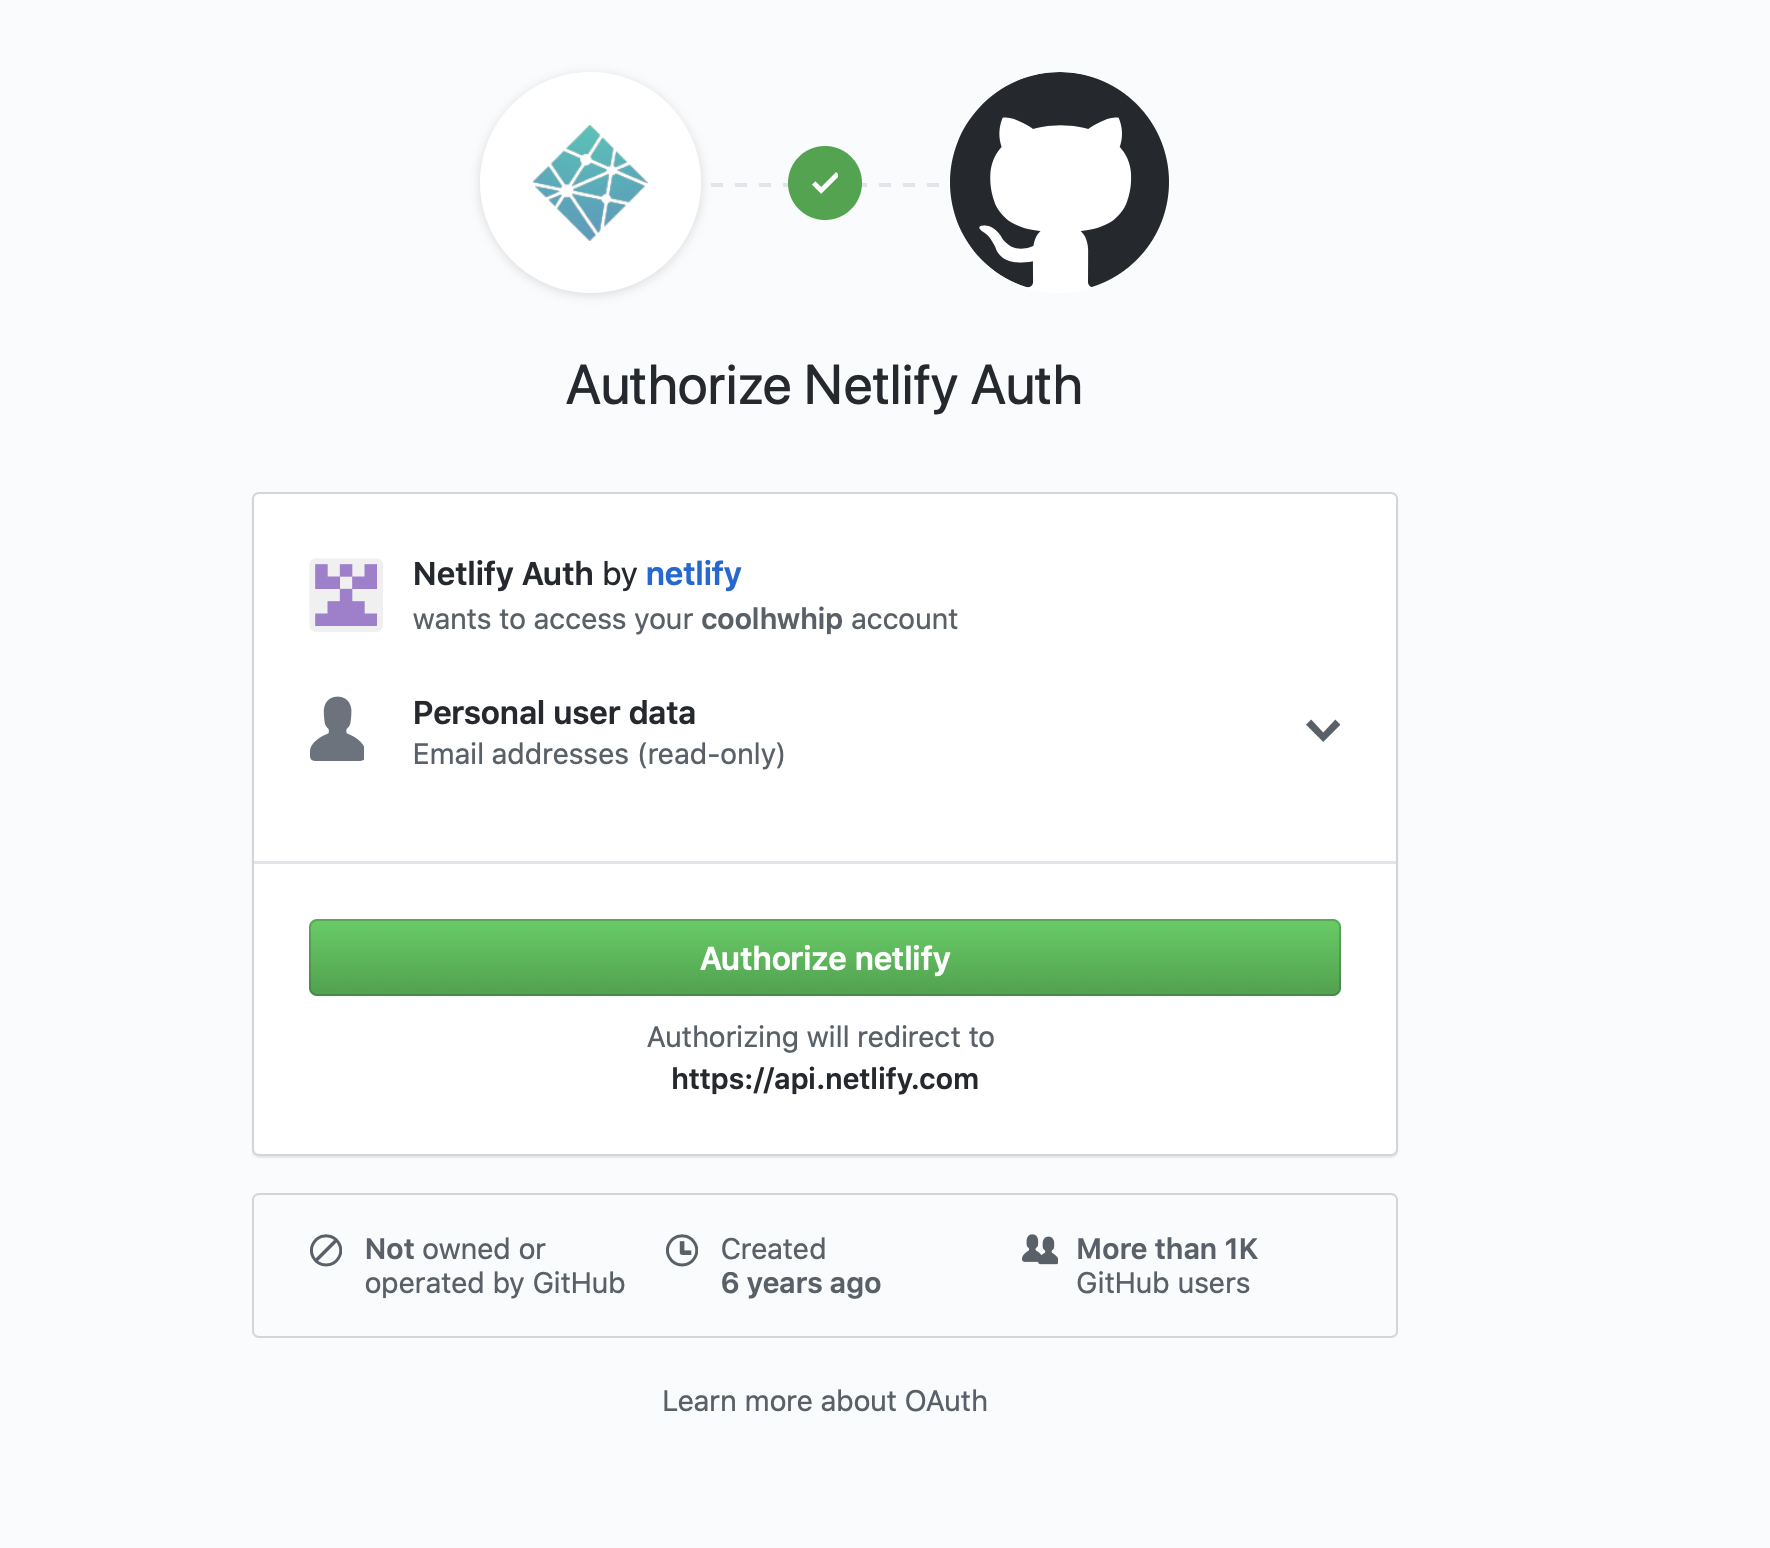 Authorize Netlify Auth
Netlify Auth by netlify
wants to access your coolhwhip account
Personal user data
Email addresses (read-only)
Authorize netlify
Authorizing will redirect to
https://api.netlify.com
Not owned or
operated by GitHub
Created
6 years ago
More than 1K
GitHub users
Learn more about OAuth